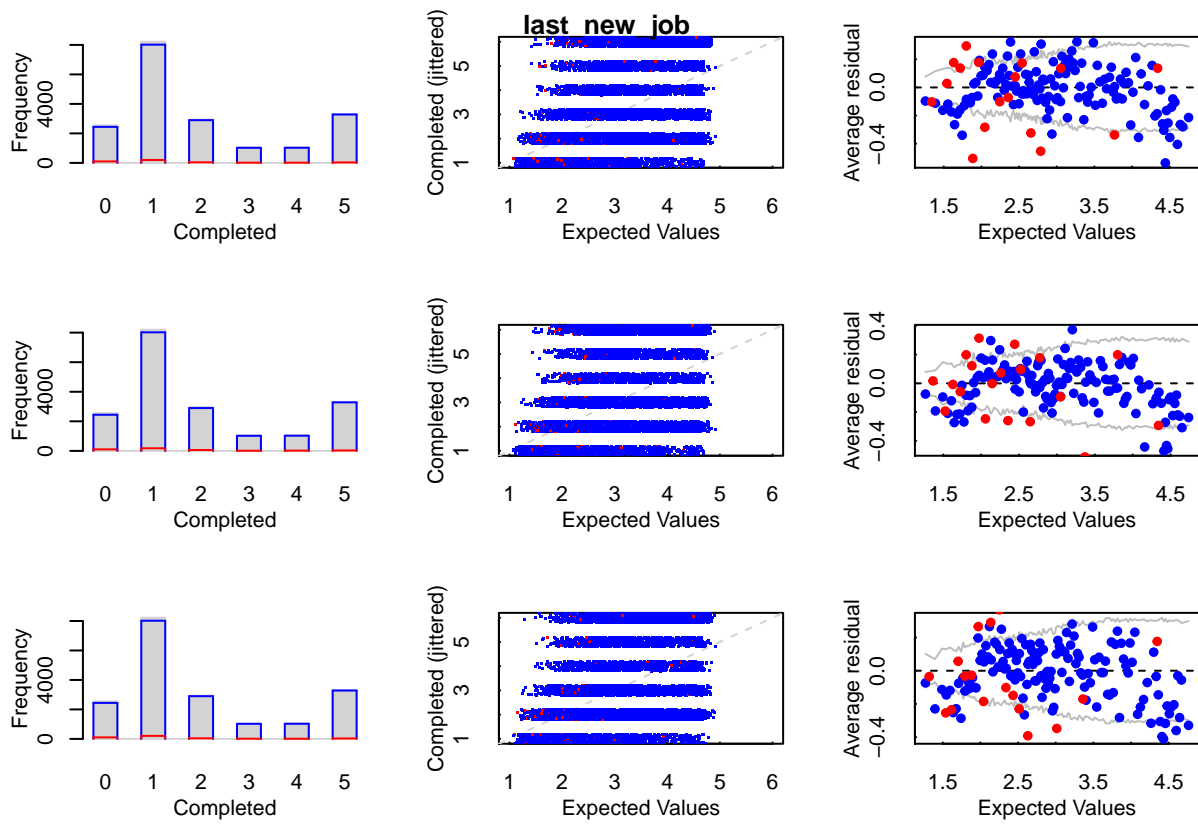 last_new_job
Frequency
0 4000
0 1 2 3 4 5
Completed
Completed (jittered)
1 3 5
1 2 3 4 5 6
Expected Values
Average residual
−0.4 0.0
1.5 2.5 3.5 4.5
Expected Values
Frequency
0 4000
0 1 2 3 4 5
Completed
Completed (jittered)
1 3 5
1 2 3 4 5 6
Expected Values
Average residual
−0.4 0.0 0.4
1.5 2.5 3.5 4.5
Expected Values
Frequency
0 4000
0 1 2 3 4 5
Completed
Completed (jittered)
1 3 5
1 2 3 4 5 6
Expected Values
Average residual
−0.4 0.0
1.5 2.5 3.5 4.5
Expected Values